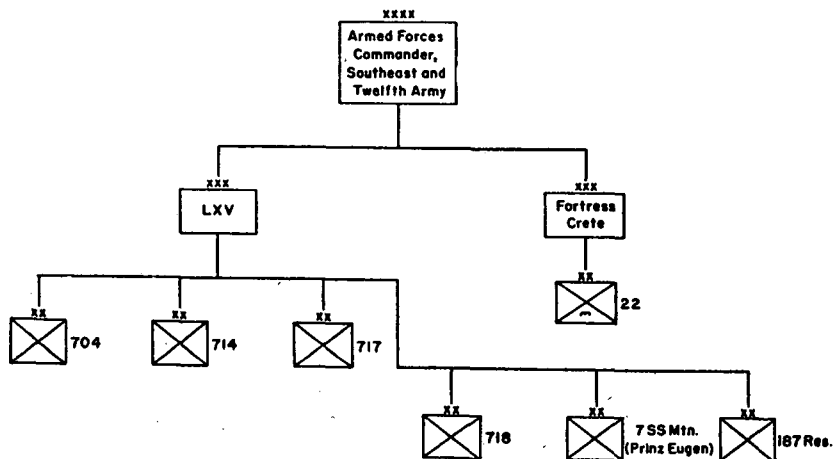 xxxx
Armed Forces
Commander,
Southeast and
Twelfth Army
xxx
LXV
xxx
Fortress
Crete
xx
704
xx
714
xx
717
xx
22
xx
718
xx
7 SS Mtn.
(Prinz Eugen)
xx
187 Res.